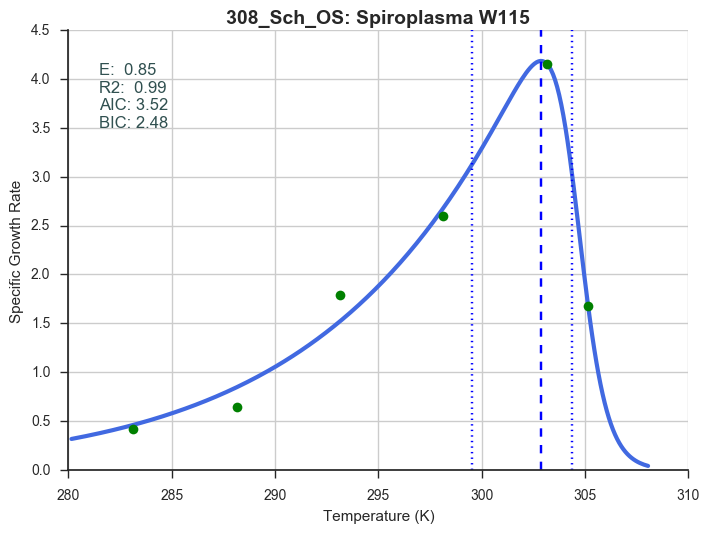 308_Sch_OS: Spiroplasma W115
E:  0.85
R2:  0.99
AIC: 3.52
BIC: 2.48
Specific Growth Rate
4.5
4.0
3.5
3.0
2.5
2.0
1.5
1.0
0.5
0.0
280 285 290 295 300 305 310
Temperature (K)